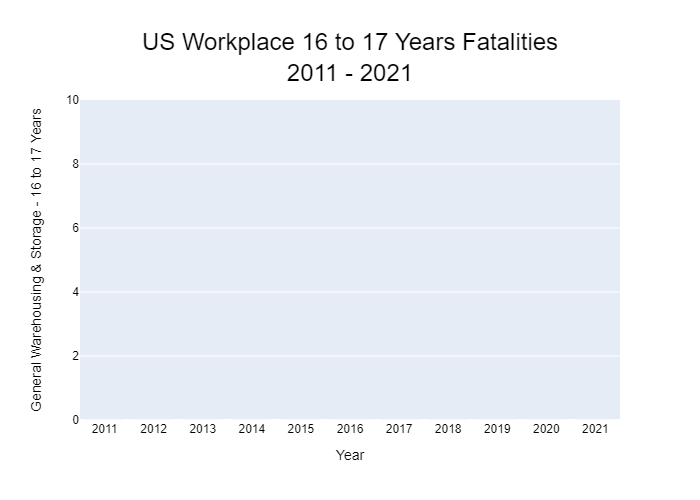 US Workplace 16 to 17 Years Fatalities
2011 - 2021
General Warehousing & Storage - 16 to 17 Years
10
8
6
4
2
0
2011 2012 2013 2014 2015 2016 2017 2018 2019 2020 2021
Year